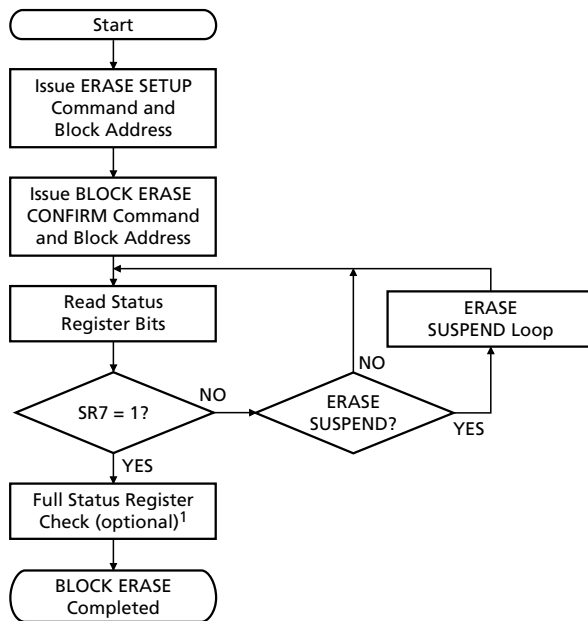 Start
Issue ERASE SETUP
Command and
Block Address
Issue BLOCK ERASE
CONFIRM Command
and Block Address
Read Status
Register Bits
ERASE
SUSPEND Loop
NO
SR7 = 1?
NO
ERASE
SUSPEND?
YES
YES
Full Status Register
Check (optional)1
BLOCK ERASE
Completed